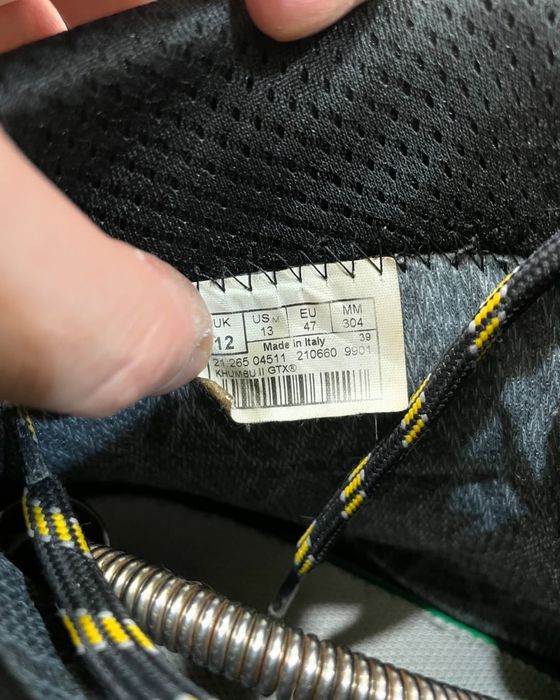 UK US M EU MM
12 13 47 304
Made in Italy 39
21.265 04511 210660 9901
KHUMBU II GTX®